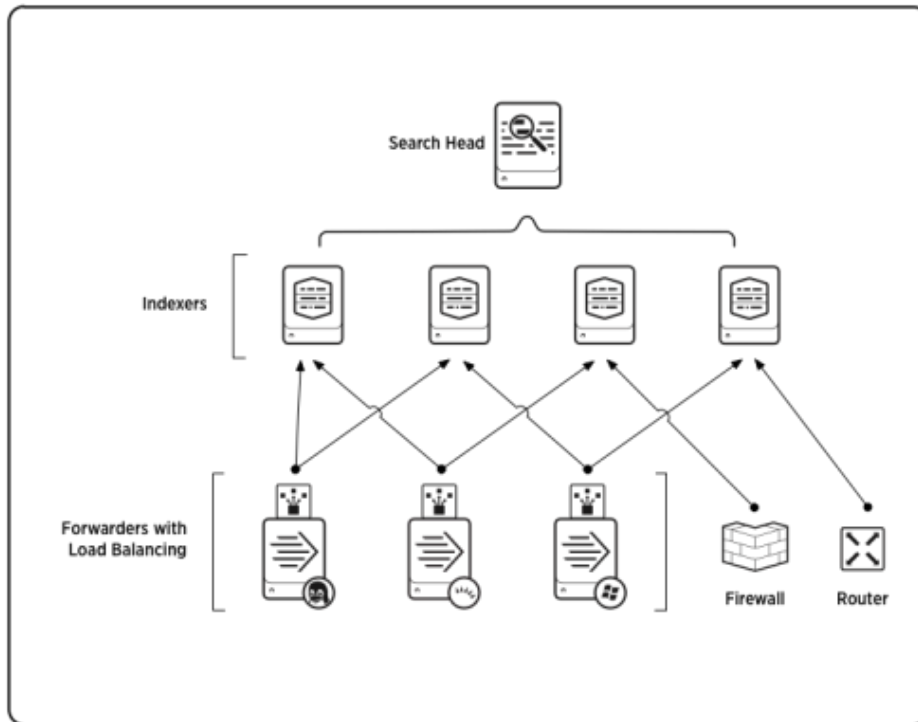 Search Head
Indexers
Forwarders with
Load Balancing
Firewall
Router